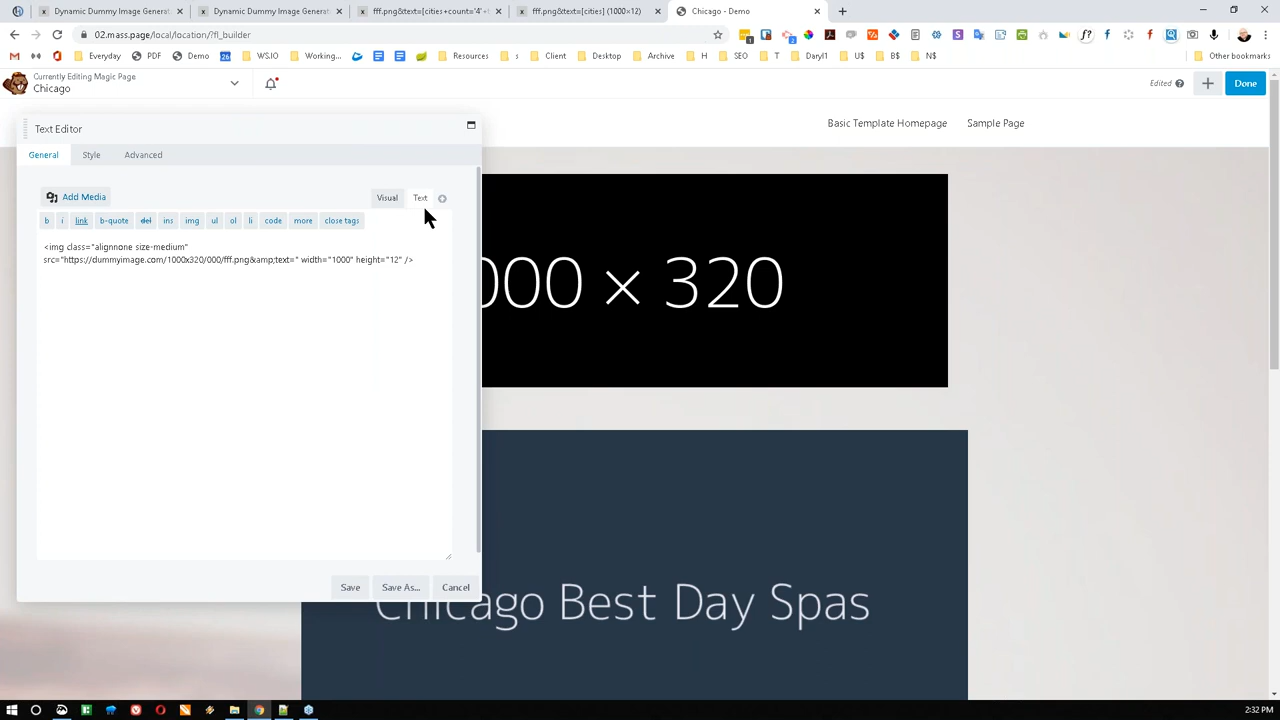 Dynamic Dummy Image Generat
Dynamic Dummy Image Generat
fff.png&text=[cities+count='4'+
fff.png&text=[cities] (1000×12)
Chicago - Demo
02.mass.page/local/location/?fl_builder
Everyday
PDE
Demo
26
WS.IO
Working...
Resources
s
Client
Desktop
Archive
H
SEO
T
Daryl1
U$
B$
N$
Other bookmarks
Currently Editing Magic Page
Chicago
Edited
Done
Basic Template Homepage
Sample Page
Text Editor
General
Style
Advanced
Add Media
Visual
Text
b
i
link
b-quote
del
ins
img
ul
ol
li
code
more
close tags
<img class="alignnone size-medium"
src="https://dummyimage.com/1000x320/000/fff.png&amp;text=" width="1000" height="12" />
000 × 320
Chicago Best Day Spas
Save
Save As...
Cancel
2:32 PM